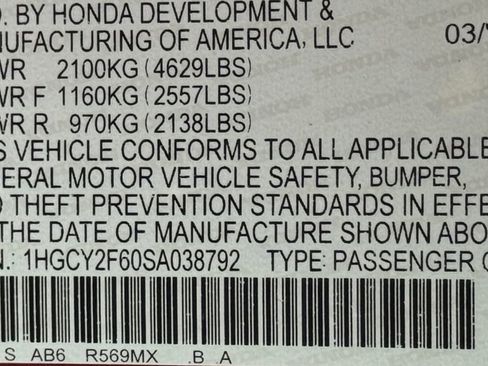 D. BY HONDA DEVELOPMENT &
NUFACTURING OF AMERICA, LLC 03/
WR 2100KG (4629LBS)
WR F 1160KG (2557LBS)
WR R 970KG (2138LBS)
S VEHICLE CONFORMS TO ALL APPLICABLE
ERAL MOTOR VEHICLE SAFETY, BUMPER,
D THEFT PREVENTION STANDARDS IN EFFE
THE DATE OF MANUFACTURE SHOWN ABO
N.: 1HGCY2F60SA038792 TYPE: PASSENGER C
S AB6 R569MX .B A